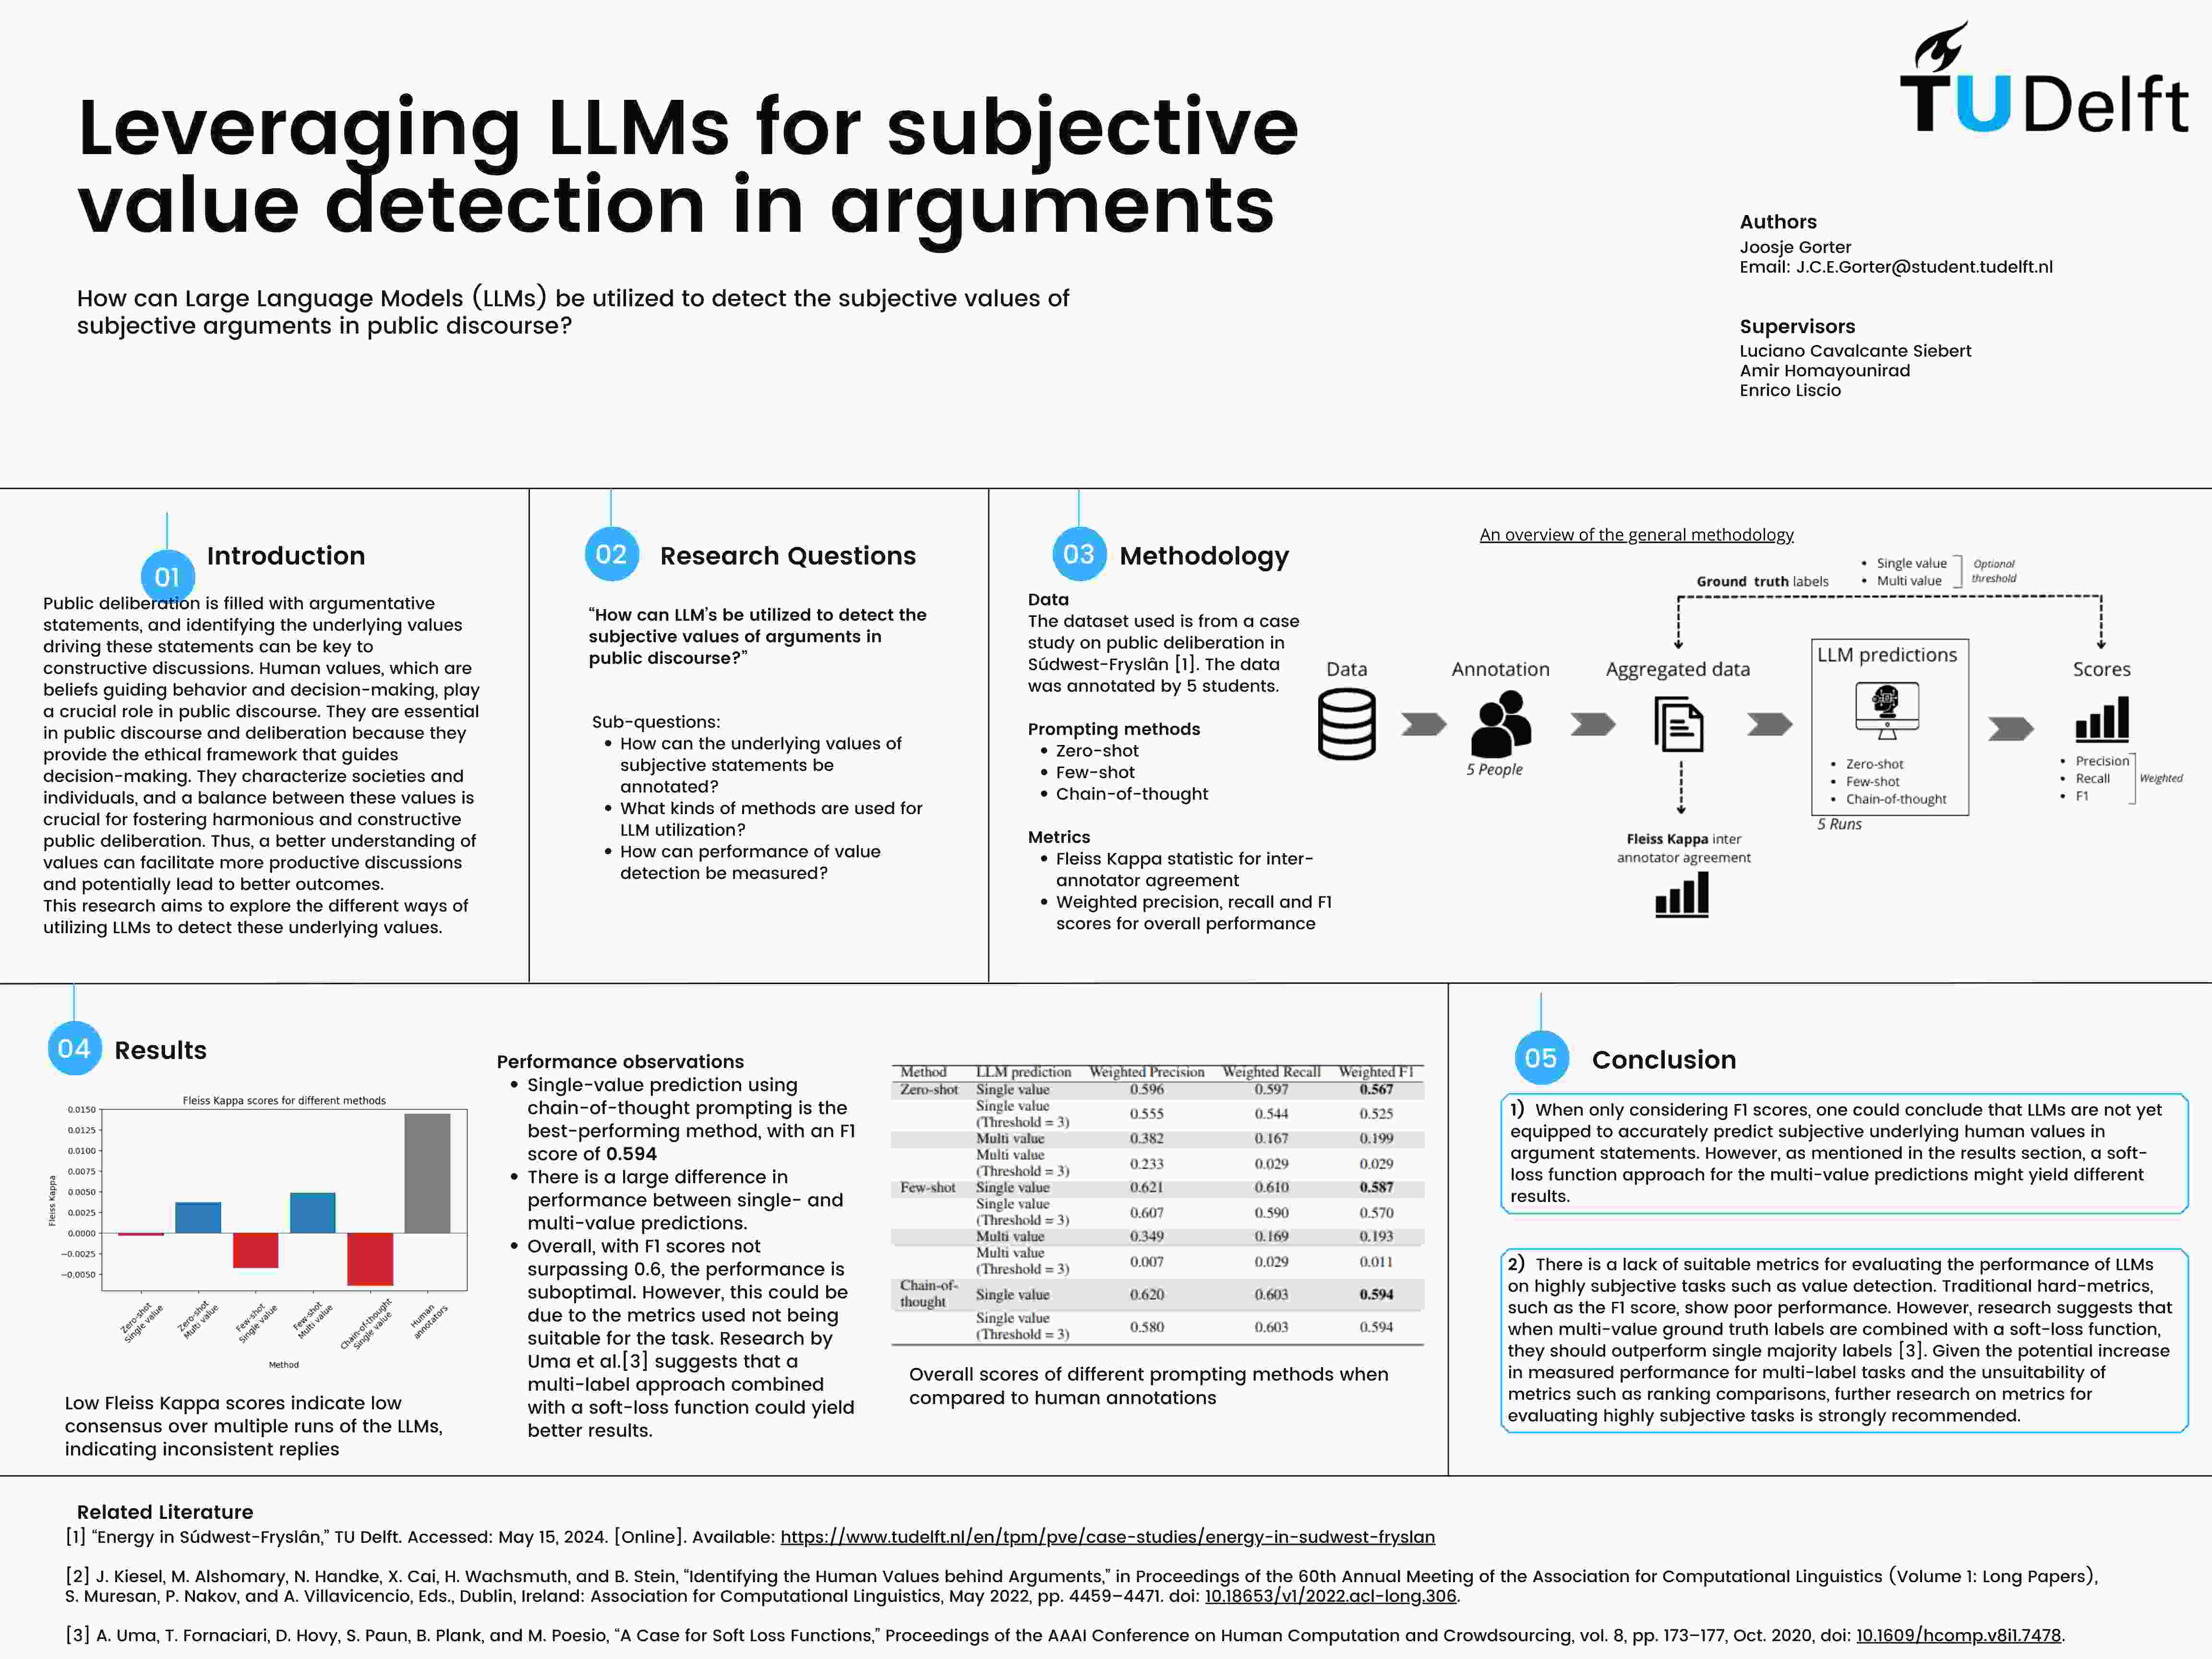 TU Delft
Leveraging LLMs for subjective
value detection in arguments
How can Large Language Models (LLMs) be utilized to detect the subjective values of
subjective arguments in public discourse?
Authors
Joosje Gorter
Email: J.C.E.Gorter@student.tudelft.nl
Supervisors
Luciano Cavalcante Siebert
Amir Homayounirad
Enrico Liscio
01
Introduction
Public deliberation is filled with argumentative
statements, and identifying the underlying values
driving these statements can be key to
constructive discussions. Human values, which are
beliefs guiding behavior and decision-making, play
a crucial role in public discourse. They are essential
in public discourse and deliberation because they
provide the ethical framework that guides
decision-making. They characterize societies and
individuals, and a balance between these values is
crucial for fostering harmonious and constructive
public deliberation. Thus, a better understanding of
values can facilitate more productive discussions
and potentially lead to better outcomes.
This research aims to explore the different ways of
utilizing LLMs to detect these underlying values.
02
Research Questions
“How can LLM’s be utilized to detect the
subjective values of arguments in
public discourse?”
Sub-questions:
• How can the underlying values of
subjective statements be
annotated?
• What kinds of methods are used for
LLM utilization?
• How can performance of value
detection be measured?
03
Methodology
Data
The dataset used is from a case
study on public deliberation in
Súdwest-Fryslân [1]. The data
was annotated by 5 students.
Prompting methods
• Zero-shot
• Few-shot
• Chain-of-thought
Metrics
• Fleiss Kappa statistic for inter-
annotator agreement
• Weighted precision, recall and F1
scores for overall performance
An overview of the general methodology
Ground truth labels
• Single value
• Multi value
Optional
threshold
Data
Annotation
5 People
Aggregated data
Fleiss Kappa inter
annotator agreement
LLM predictions
• Zero-shot
• Few-shot
• Chain-of-thought
5 Runs
Scores
• Precision
• Recall
• F1
Weighted
04
Results
Fleiss Kappa scores for different methods
Fleiss Kappa
0.0150
0.0125
0.0100
0.0075
0.0050
0.0025
0.0000
−0.0025
−0.0050
Zero-shot
Single value
Zero-shot
Multi value
Few-shot
Single value
Few-shot
Multi value
Chain-of-thought
Single value
Human
annotators
Method
Low Fleiss Kappa scores indicate low
consensus over multiple runs of the LLMs,
indicating inconsistent replies
Performance observations
• Single-value prediction using
chain-of-thought prompting is the
best-performing method, with an F1
score of 0.594
• There is a large difference in
performance between single- and
multi-value predictions.
• Overall, with F1 scores not
surpassing 0.6, the performance is
suboptimal. However, this could be
due to the metrics used not being
suitable for the task. Research by
Uma et al.[3] suggests that a
multi-label approach combined
with a soft-loss function could yield
better results.
Method LLM prediction Weighted Precision Weighted Recall Weighted F1
Zero-shot Single value 0.596 0.597 0.567
Single value
(Threshold = 3) 0.555 0.544 0.525
Multi value 0.382 0.167 0.199
Multi value
(Threshold = 3) 0.233 0.029 0.029
Few-shot Single value 0.621 0.610 0.587
Single value
(Threshold = 3) 0.607 0.590 0.570
Multi value 0.349 0.169 0.193
Multi value
(Threshold = 3) 0.007 0.029 0.011
Chain-of-
thought Single value 0.620 0.603 0.594
Single value
(Threshold = 3) 0.580 0.603 0.594
Overall scores of different prompting methods when
compared to human annotations
05
Conclusion
1) When only considering F1 scores, one could conclude that LLMs are not yet
equipped to accurately predict subjective underlying human values in
argument statements. However, as mentioned in the results section, a soft-
loss function approach for the multi-value predictions might yield different
results.
2) There is a lack of suitable metrics for evaluating the performance of LLMs
on highly subjective tasks such as value detection. Traditional hard-metrics,
such as the F1 score, show poor performance. However, research suggests that
when multi-value ground truth labels are combined with a soft-loss function,
they should outperform single majority labels [3]. Given the potential increase
in measured performance for multi-label tasks and the unsuitability of
metrics such as ranking comparisons, further research on metrics for
evaluating highly subjective tasks is strongly recommended.
Related Literature
[1] “Energy in Súdwest-Fryslân,” TU Delft. Accessed: May 15, 2024. [Online]. Available: https://www.tudelft.nl/en/tpm/pve/case-studies/energy-in-sudwest-fryslan
[2] J. Kiesel, M. Alshomary, N. Handke, X. Cai, H. Wachsmuth, and B. Stein, “Identifying the Human Values behind Arguments,” in Proceedings of the 60th Annual Meeting of the Association for Computational Linguistics (Volume 1: Long Papers),
S. Muresan, P. Nakov, and A. Villavicencio, Eds., Dublin, Ireland: Association for Computational Linguistics, May 2022, pp. 4459–4471. doi: 10.18653/v1/2022.acl-long.306.
[3] A. Uma, T. Fornaciari, D. Hovy, S. Paun, B. Plank, and M. Poesio, “A Case for Soft Loss Functions,” Proceedings of the AAAI Conference on Human Computation and Crowdsourcing, vol. 8, pp. 173–177, Oct. 2020, doi: 10.1609/hcomp.v8i1.7478.